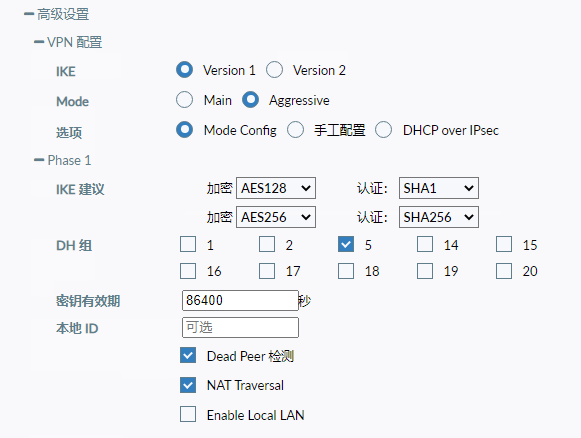 高级设置
VPN 配置
IKE Version 1 Version 2
Mode Main Aggressive
选项 Mode Config 手工配置 DHCP over IPsec
Phase 1
IKE 建议 加密 AES128 认证： SHA1
加密 AES256 认证： SHA256
DH 组 1 2 5 14 15
16 17 18 19 20
密钥有效期 86400 秒
本地 ID 可选
Dead Peer 检测
NAT Traversal
Enable Local LAN